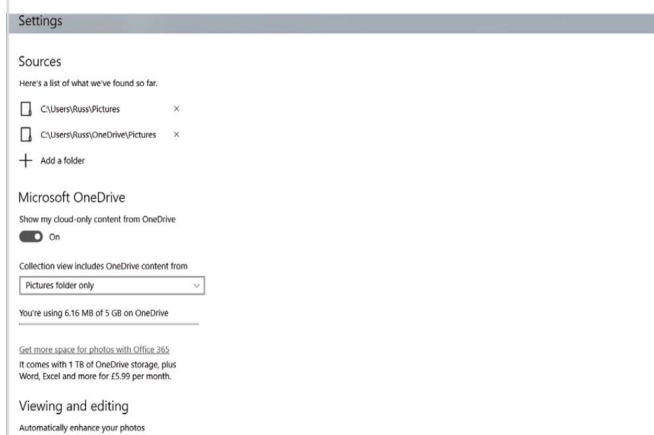 Settings
Sources
Here's a list of what we've found so far.
C:\Users\Russ\Pictures ×
C:\Users\Russ\OneDrive\Pictures ×
+ Add a folder
Microsoft OneDrive
Show my cloud-only content from OneDrive
On
Collection view includes OneDrive content from
Pictures folder only
You're using 6.16 MB of 5 GB on OneDrive
Get more space for photos with Office 365
It comes with 1 TB of OneDrive storage, plus
Word, Excel and more for £5.99 per month.
Viewing and editing
Automatically enhance your photos